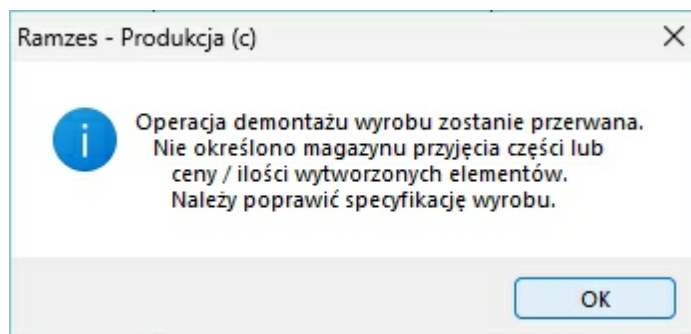 Ramzes - Produkcja (c)
Operacja demontażu wyrobu zostanie przerwana.
Nie określono magazynu przyjęcia części lub
ceny / ilości wytworzonych elementów.
Należy poprawić specyfikację wyrobu.
OK